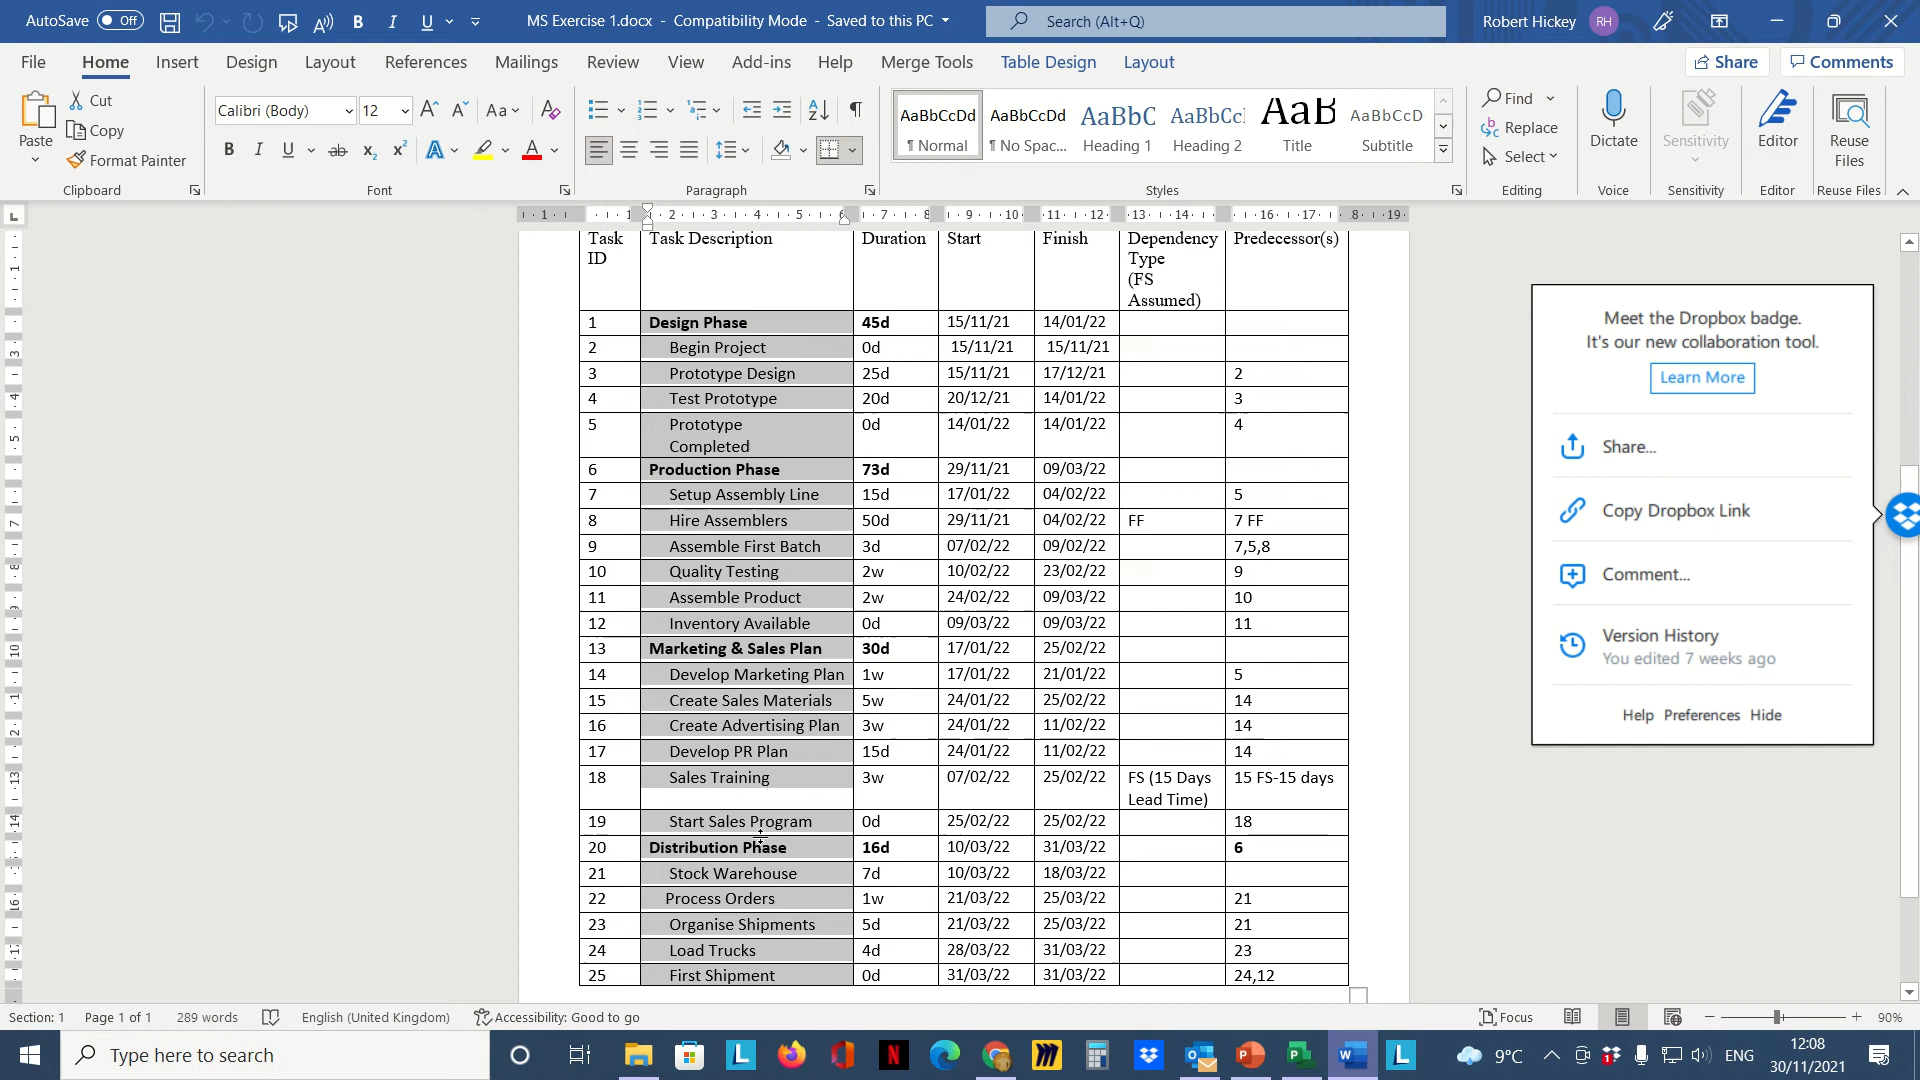 AutoSave Off MS Exercise 1.docx - Compatibility Mode - Saved to this PC Search (Alt+Q) Robert Hickey RH
File Home Insert Design Layout References Mailings Review View Add-ins Help Merge Tools Table Design Layout Share Comments
Paste Cut Copy Format Painter Clipboard
Calibri (Body) 12 Font
Paragraph
AaBbCcDd ¶ Normal AaBbCcDd ¶ No Spac... AaBbC Heading 1 AaBbCc Heading 2 AaB Title AaBbCcD Subtitle Styles
Find Replace Select Editing
Dictate Voice
Sensitivity Sensitivity
Editor Editor
Reuse Files Reuse Files
Task ID Task Description Duration Start Finish Dependency Type (FS Assumed) Predecessor(s)
1 Design Phase 45d 15/11/21 14/01/22
2 Begin Project 0d 15/11/21 15/11/21
3 Prototype Design 25d 15/11/21 17/12/21 2
4 Test Prototype 20d 20/12/21 14/01/22 3
5 Prototype Completed 0d 14/01/22 14/01/22 4
6 Production Phase 73d 29/11/21 09/03/22
7 Setup Assembly Line 15d 17/01/22 04/02/22 5
8 Hire Assemblers 50d 29/11/21 04/02/22 FF 7 FF
9 Assemble First Batch 3d 07/02/22 09/02/22 7,5,8
10 Quality Testing 2w 10/02/22 23/02/22 9
11 Assemble Product 2w 24/02/22 09/03/22 10
12 Inventory Available 0d 09/03/22 09/03/22 11
13 Marketing & Sales Plan 30d 17/01/22 25/02/22
14 Develop Marketing Plan 1w 17/01/22 21/01/22 5
15 Create Sales Materials 5w 24/01/22 25/02/22 14
16 Create Advertising Plan 3w 24/01/22 11/02/22 14
17 Develop PR Plan 15d 24/01/22 11/02/22 14
18 Sales Training 3w 07/02/22 25/02/22 FS (15 Days Lead Time) 15 FS-15 days
19 Start Sales Program 0d 25/02/22 25/02/22 18
20 Distribution Phase 16d 10/03/22 31/03/22 6
21 Stock Warehouse 7d 10/03/22 18/03/22
22 Process Orders 1w 21/03/22 25/03/22 21
23 Organise Shipments 5d 21/03/22 25/03/22 21
24 Load Trucks 4d 28/03/22 31/03/22 23
25 First Shipment 0d 31/03/22 31/03/22 24,12
Meet the Dropbox badge.
It's our new collaboration tool.
Learn More
Share...
Copy Dropbox Link
Comment...
Version History
You edited 7 weeks ago
Help Preferences Hide
Section: 1 Page 1 of 1 289 words English (United Kingdom) Accessibility: Good to go Focus 90%
Type here to search 9°C ENG 12:08
30/11/2021